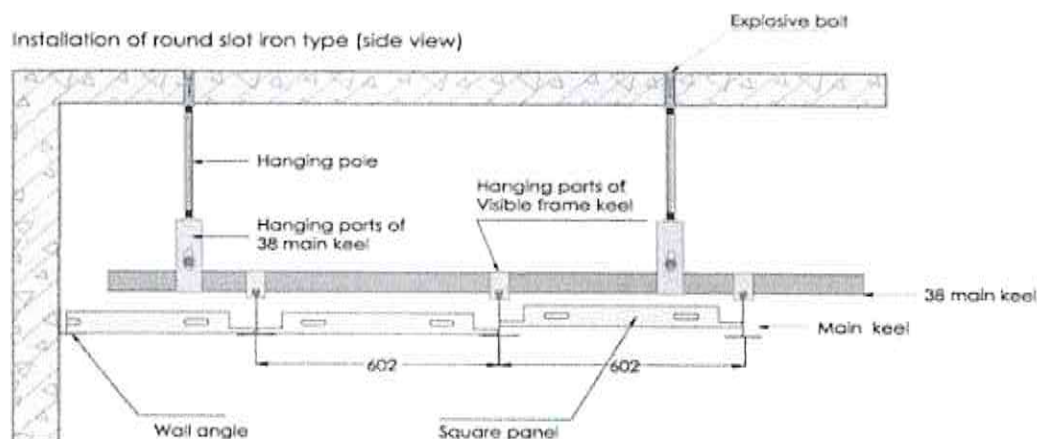 Explosive bolt
Installation of round slot iron type (side view)
Hanging pole
Hanging parts of
Visible frame keel
Hanging parts of
38 main keel
38 main keel
Main keel
602
602
Wall angle
Square panel